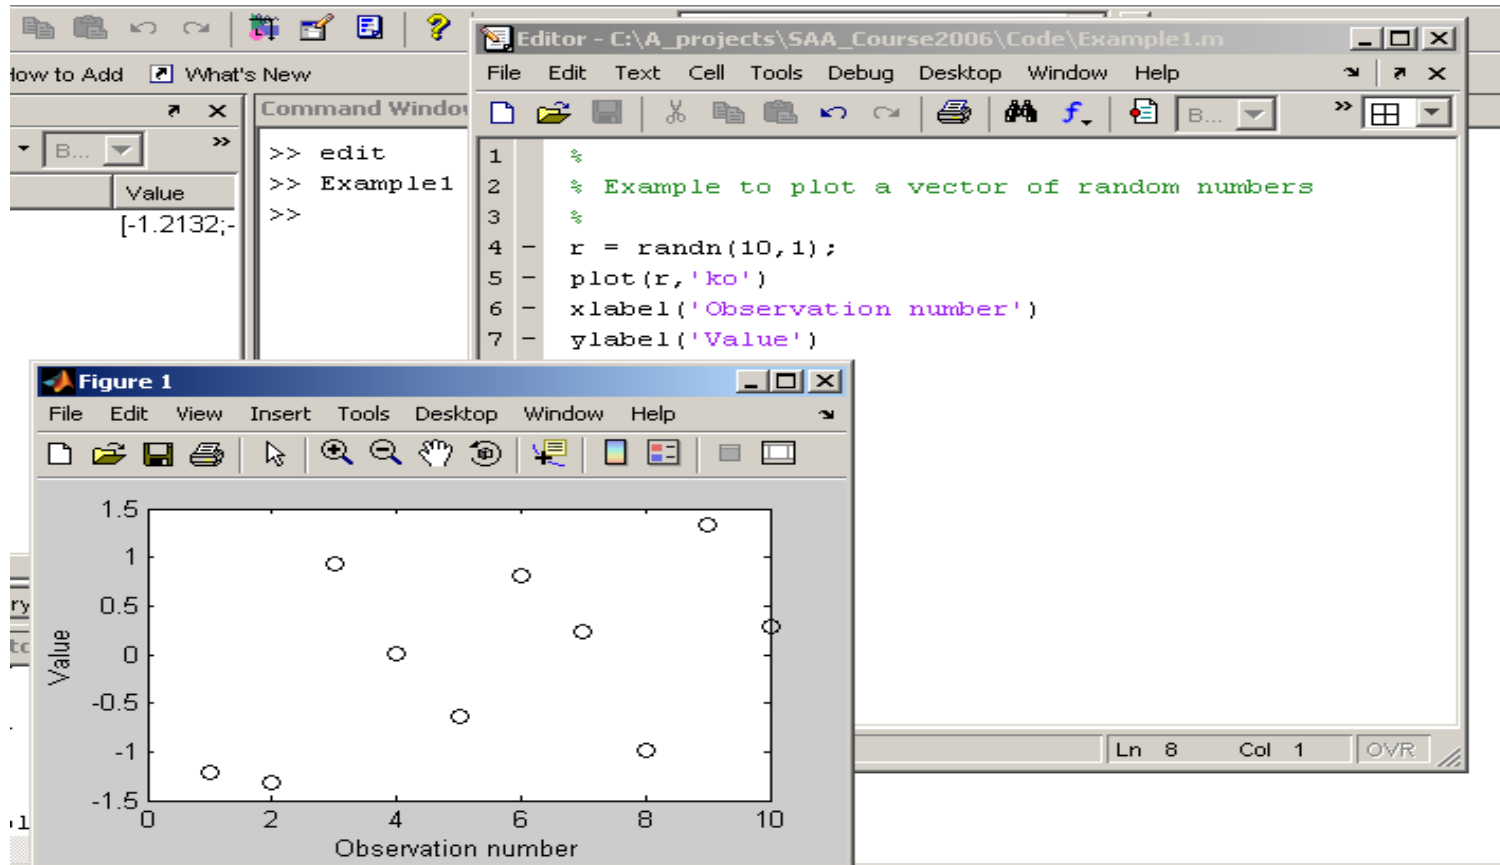 Editor - C:\A_projects\SAA_Course2006\Code\Example1.m
How to Add What's New
File Edit Text Cell Tools Debug Desktop Window Help
Command Window
B...
B...
>> edit
>> Example1
>>
Value
[-1.2132;-
1 %
2 % Example to plot a vector of random numbers
3 %
4 - r = randn(10,1);
5 - plot(r,'ko')
6 - xlabel('Observation number')
7 - ylabel('Value')
Figure 1
File Edit View Insert Tools Desktop Window Help
1.5
1
0.5
0
-0.5
-1
-1.5
Value
0 2 4 6 8 10
Observation number
Ln 8 Col 1 OVR